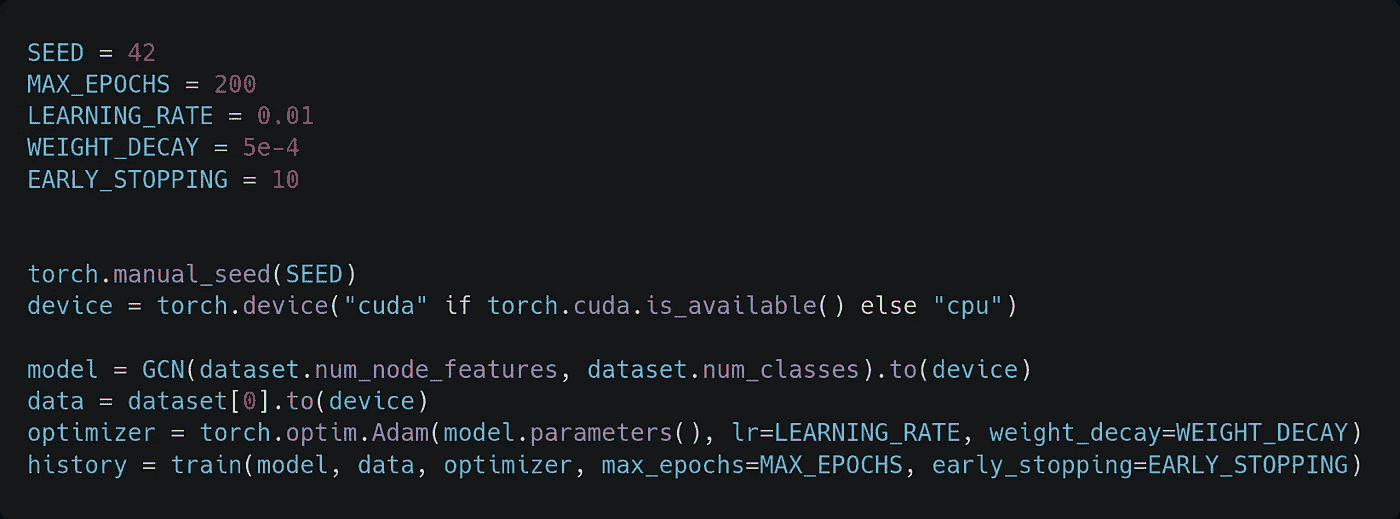 SEED = 42
MAX_EPOCHS = 200
LEARNING_RATE = 0.01
WEIGHT_DECAY = 5e-4
EARLY_STOPPING = 10
torch.manual_seed(SEED)
device = torch.device("cuda" if torch.cuda.is_available() else "cpu")
model = GCN(dataset.num_node_features, dataset.num_classes).to(device)
data = dataset[0].to(device)
optimizer = torch.optim.Adam(model.parameters(), lr=LEARNING_RATE, weight_decay=WEIGHT_DECAY)
history = train(model, data, optimizer, max_epochs=MAX_EPOCHS, early_stopping=EARLY_STOPPING)